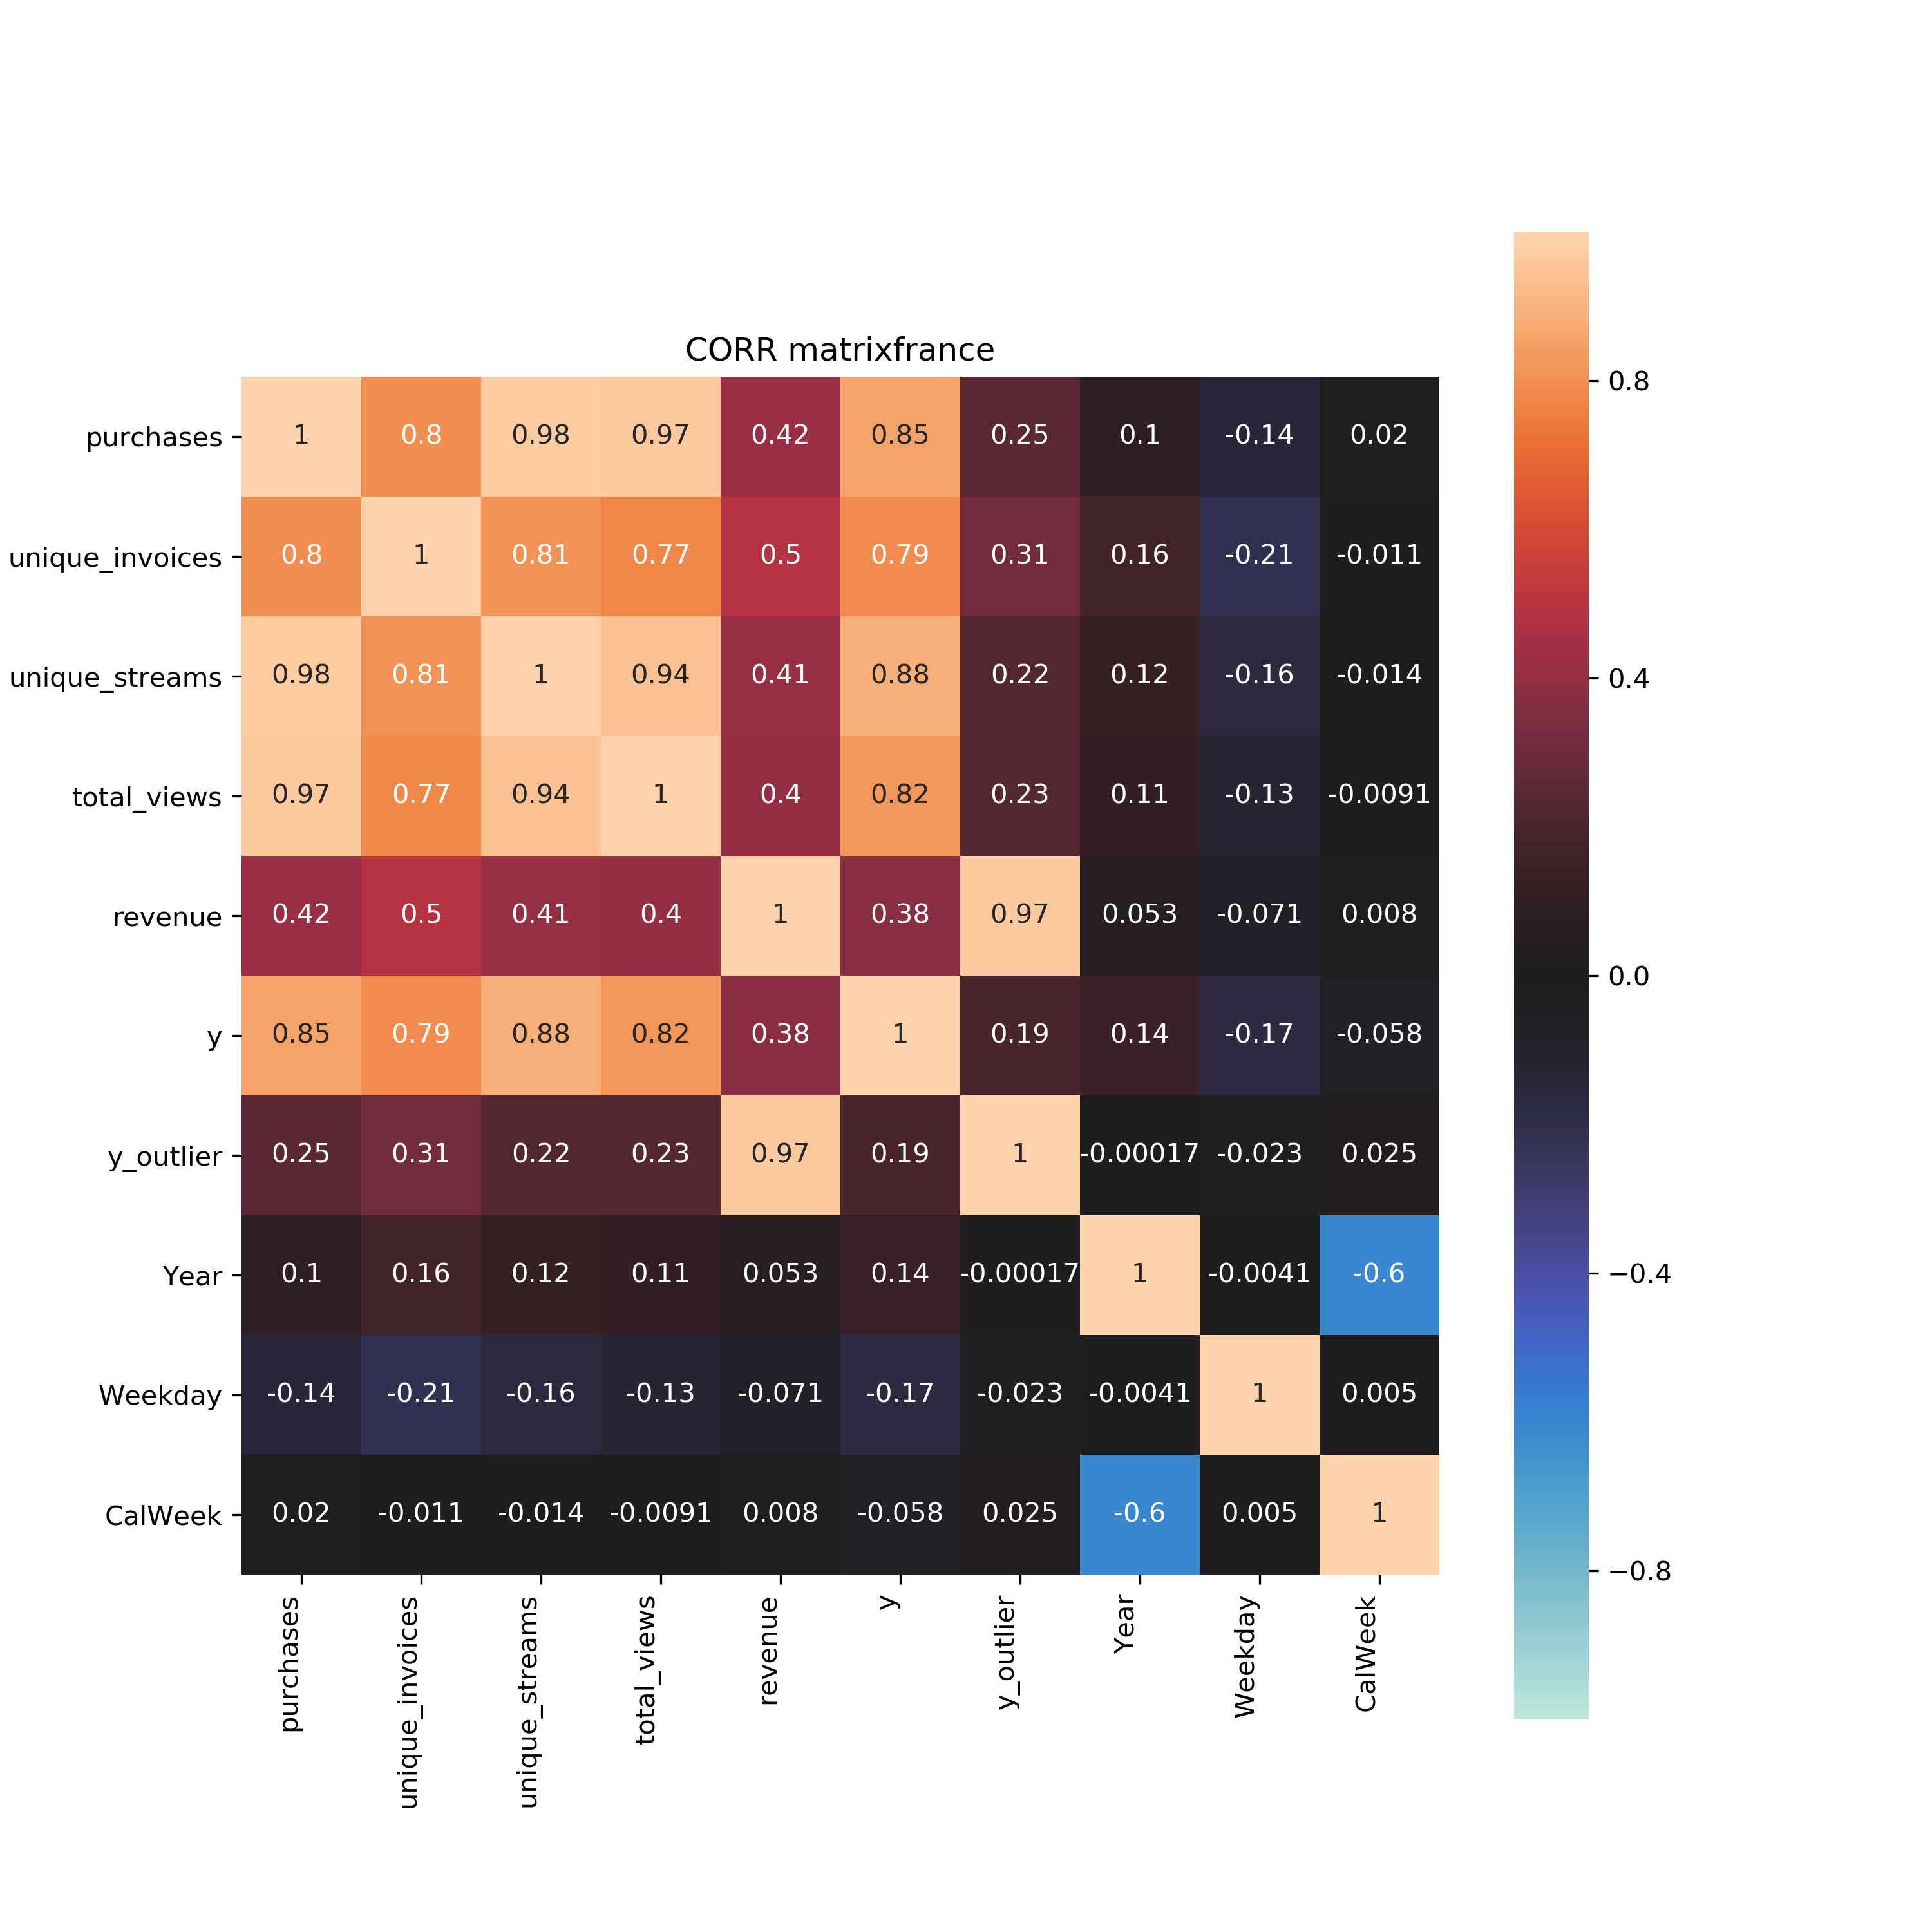 CORR matrixfrance
purchases 1 0.8 0.98 0.97 0.42 0.85 0.25 0.1 -0.14 0.02
unique_invoices 0.8 1 0.81 0.77 0.5 0.79 0.31 0.16 -0.21 -0.011
unique_streams 0.98 0.81 1 0.94 0.41 0.88 0.22 0.12 -0.16 -0.014
total_views 0.97 0.77 0.94 1 0.4 0.82 0.23 0.11 -0.13 -0.0091
revenue 0.42 0.5 0.41 0.4 1 0.38 0.97 0.053 -0.071 0.008
y 0.85 0.79 0.88 0.82 0.38 1 0.19 0.14 -0.17 -0.058
y_outlier 0.25 0.31 0.22 0.23 0.97 0.19 1 -0.00017 -0.023 0.025
Year 0.1 0.16 0.12 0.11 0.053 0.14 -0.00017 1 -0.0041 -0.6
Weekday -0.14 -0.21 -0.16 -0.13 -0.071 -0.17 -0.023 -0.0041 1 0.005
CalWeek 0.02 -0.011 -0.014 -0.0091 0.008 -0.058 0.025 -0.6 0.005 1
purchases unique_invoices unique_streams total_views revenue y y_outlier Year Weekday CalWeek
0.8
0.4
0.0
−0.4
−0.8